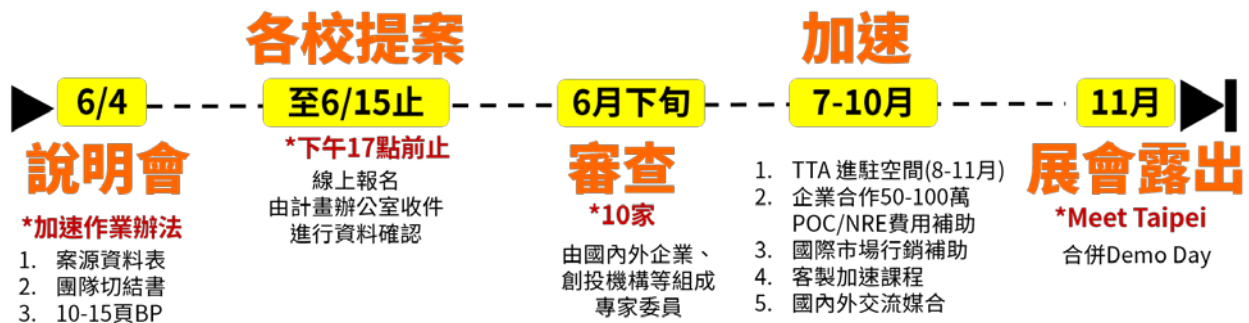 各校提案
加速
6/4
至6/15止
6月下旬
7-10月
11月
說明會
*加速作業辦法
1. 案源資料表
2. 團隊切結書
3. 10-15頁BP
*下午17點前止
線上報名
由計畫辦公室收件
進行資料確認
審查
*10家
由國內外企業、
創投機構等組成
專家委員
1. TTA 進駐空間(8-11月)
2. 企業合作50-100萬
POC/NRE費用補助
3. 國際市場行銷補助
4. 客製加速課程
5. 國內外交流媒合
展會露出
*Meet Taipei
合併Demo Day